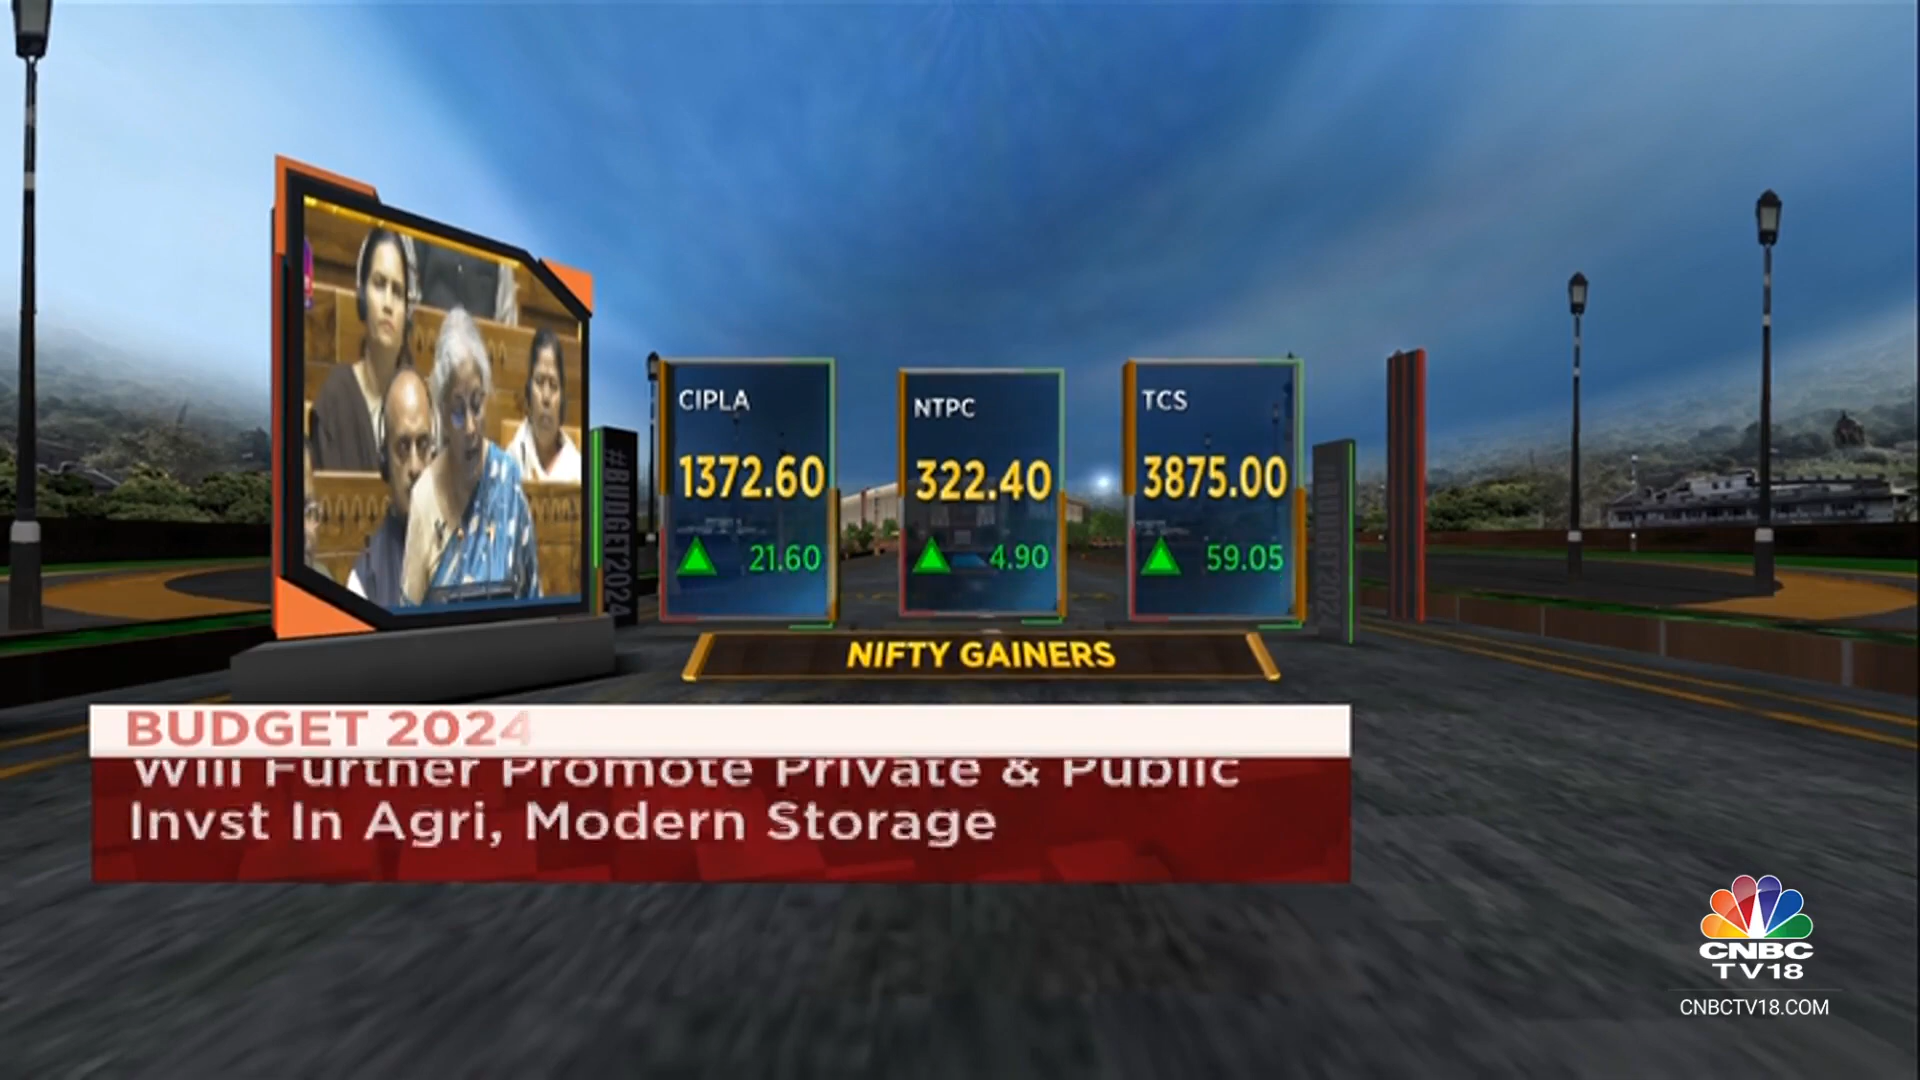 #BUDGET2024
CIPLA
1372.60
21.60
NTPC
322.40
4.90
TCS
3875.00
59.05
NIFTY GAINERS
BUDGET 2024
Will Further Promote Private & Public
Invst In Agri, Modern Storage
CNBC
TV18
CNBCTV18.COM